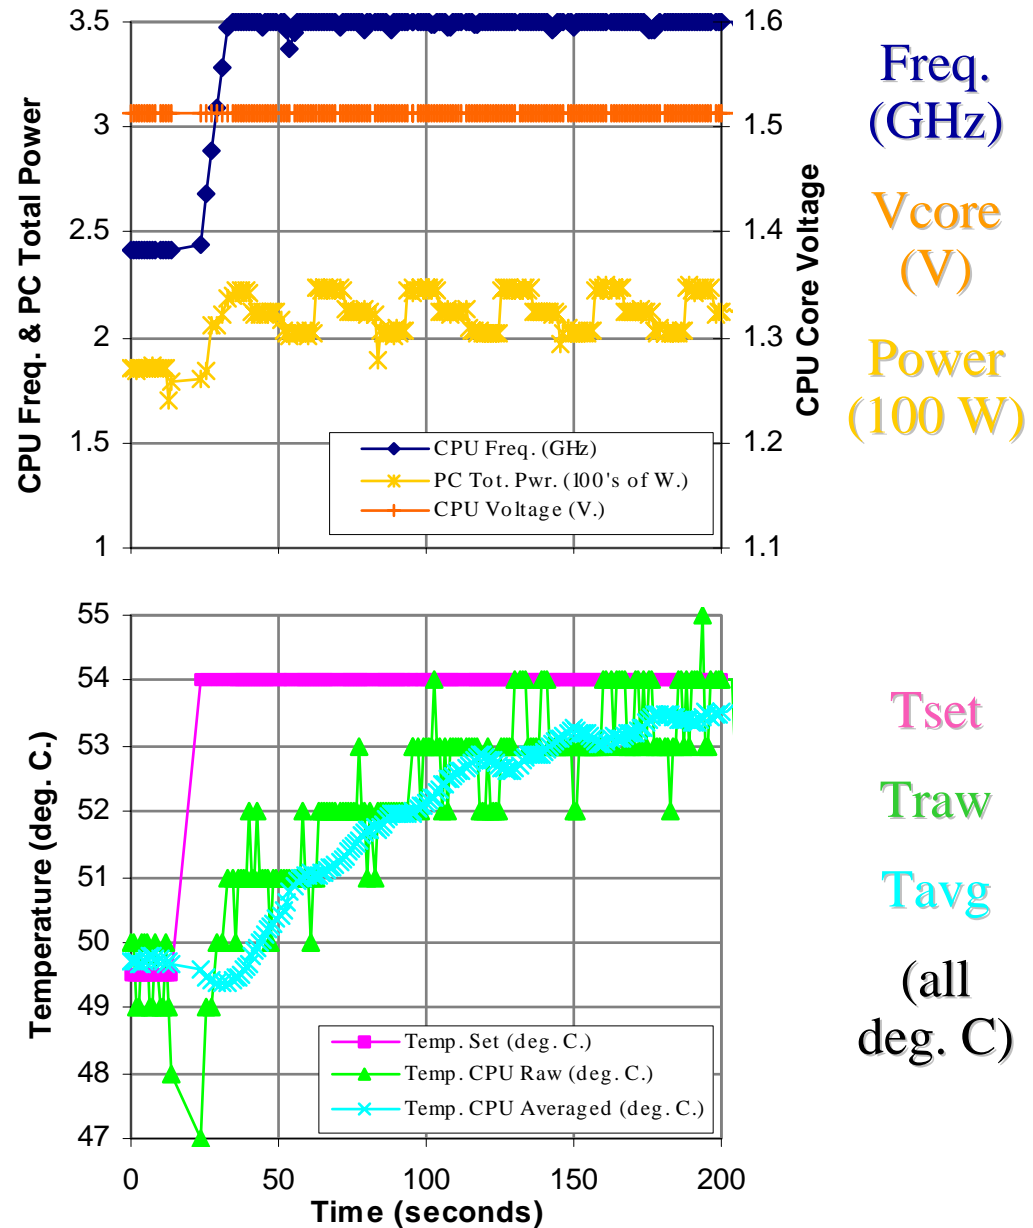 3.5
3
2.5
2
1.5
1
CPU Freq. & PC Total Power
1.6
1.5
1.4
1.3
1.2
1.1
CPU Core Voltage
CPU Freq. (GHz)
PC Tot. Pwr. (100's of W.)
CPU Voltage (V.)
Freq.
(GHz)
Vcore
(V)
Power
(100 W)
55
54
53
52
51
50
49
48
47
Temperature (deg. C.)
Temp. Set (deg. C.)
Temp. CPU Raw (deg. C.)
Temp. CPU Averaged (deg. C.)
0
50
100
150
200
Time (seconds)
Tset
Traw
Tavg
(all
deg. C)